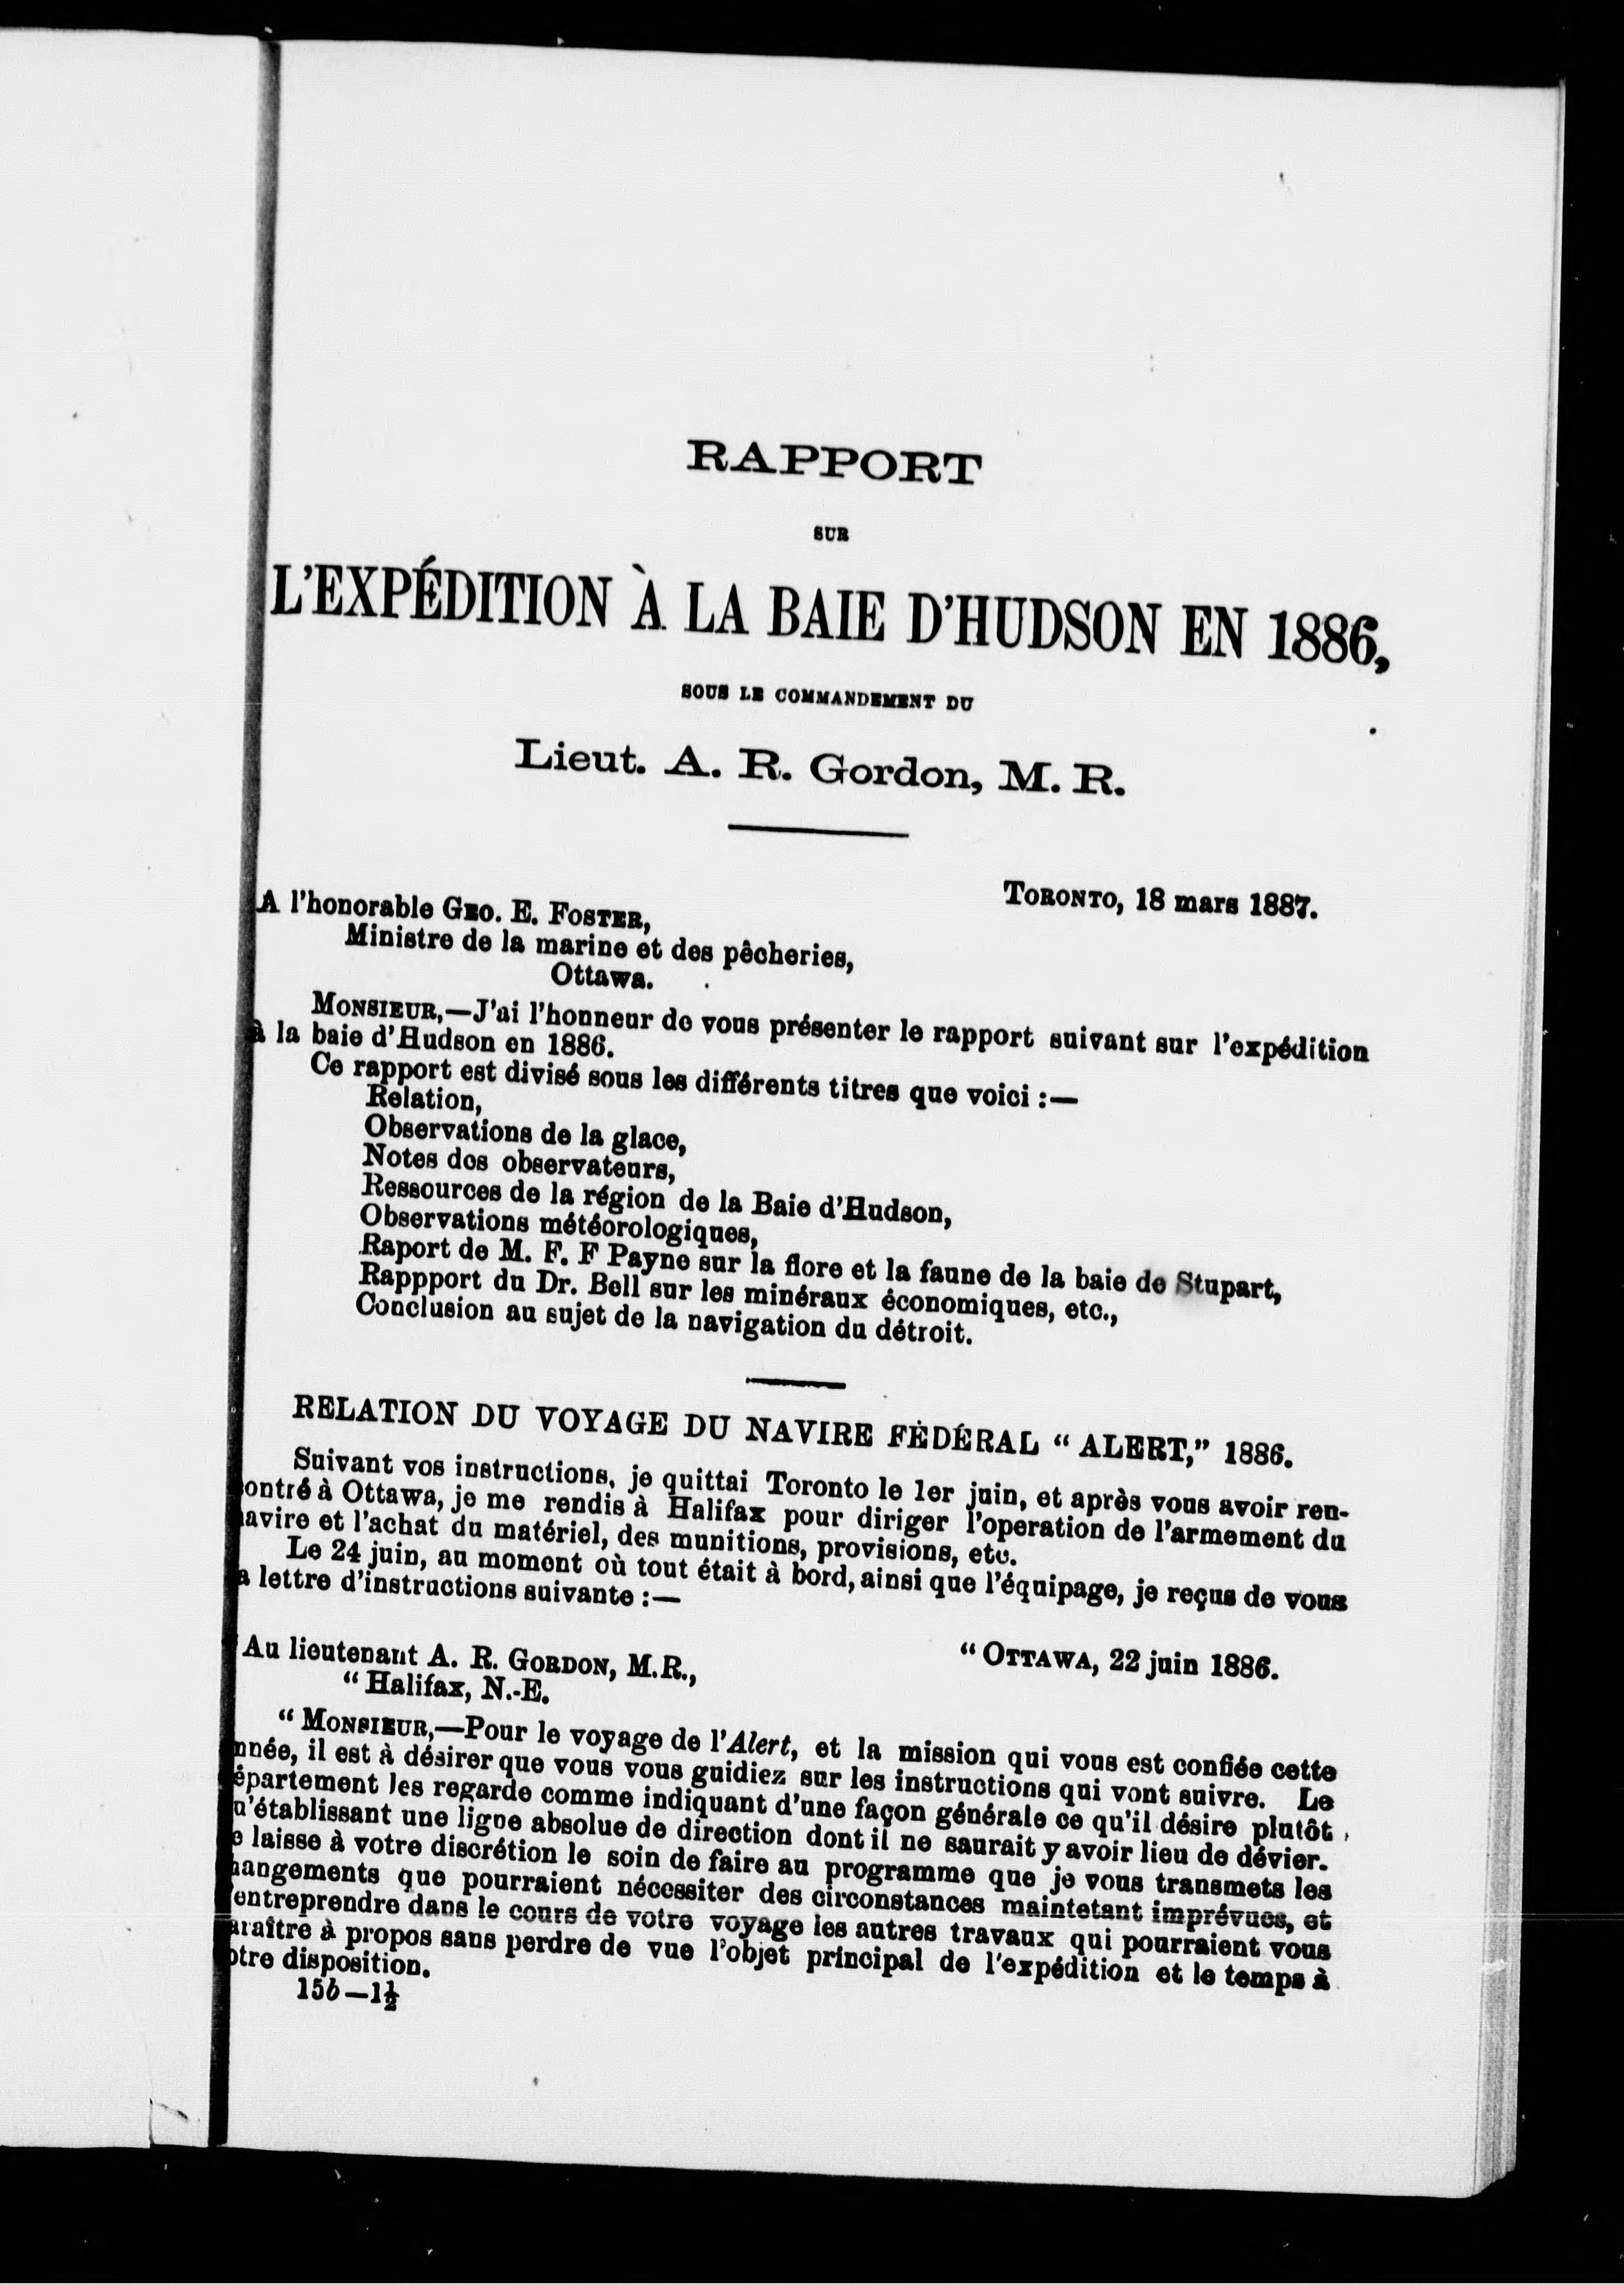 RAPPORT
SUR
L'EXPÉDITION À LA BAIE D'HUDSON EN 1886,
SOUS LE COMMANDEMENT DU
Lieut. A. R. Gordon, M. R.
TORONTO, 18 mars 1887.
A l'honorable GEO. E. FOSTER,
Ministre de la marine et des pêcheries,
Ottawa.
MONSIEUR,—J'ai l'honneur de vous présenter le rapport suivant sur l'expédition
à la baie d'Hudson en 1886.
Ce rapport est divisé sous les différents titres que voici :—
Relation,
Observations de la glace,
Notes des observateurs,
Ressources de la région de la Baie d'Hudson,
Observations météorologiques,
Raport de M. F. F Payne sur la flore et la faune de la baie de Stupart,
Rappport du Dr. Bell sur les minéraux économiques, etc.,
Conclusion au sujet de la navigation du détroit.
RELATION DU VOYAGE DU NAVIRE FÉDÉRAL “ ALERT,” 1886.
Suivant vos instructions, je quittai Toronto le 1er juin, et après vous avoir ren-
ontré à Ottawa, je me rendis à Halifax pour diriger l'operation de l'armement du
avire et l'achat du matériel, des munitions, provisions, etc.
Le 24 juin, au moment où tout était à bord, ainsi que l'équipage, je reçus de vous
a lettre d'instructions suivante :—
“ OTTAWA, 22 juin 1886.
Au lieutenant A. R. GORDON, M.R.,
“ Halifax, N.-E.
“ MONSIEUR,—Pour le voyage de l'Alert, et la mission qui vous est confiée cette
nnée, il est à désirer que vous vous guidiez sur les instructions qui vont suivre. Le
épartement les regarde comme indiquant d'une façon générale ce qu'il désire plutôt
u'établissant une ligne absolue de direction dont il ne saurait y avoir lieu de dévier.
e laisse à votre discrétion le soin de faire au programme que je vous transmets les
hangements que pourraient nécessiter des circonstances maintetant imprévues, et
entreprendre dans le cours de votre voyage les autres travaux qui pourraient vous
araître à propos sans perdre de vue l'objet principal de l'expédition et le temps à
otre disposition.
15b—1½